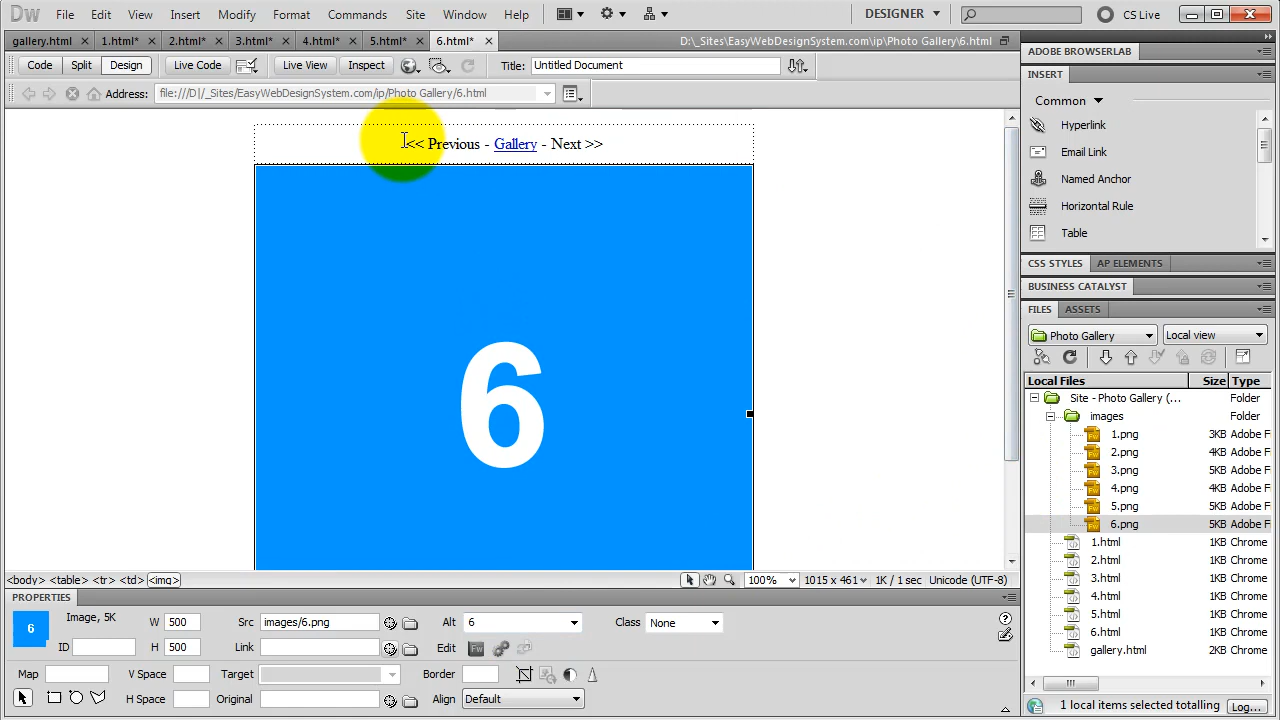 Dw File Edit View Insert Modify Format Commands Site Window Help DESIGNER CS Live
gallery.html 1.html* 2.html* 3.html* 4.html* 5.html* 6.html* D:\_Sites\EasyWebDesignSystem.com\ip\Photo Gallery\6.html
Code Split Design Live Code Live View Inspect Title: Untitled Document
Address: file:///D|/_Sites/EasyWebDesignSystem.com/ip/Photo Gallery/6.html
<< Previous - Gallery - Next >>
6
<body> <table> <tr> <td> <img> 100% 1015 x 461 1K / 1 sec Unicode (UTF-8)
PROPERTIES
6 Image, 5K W 500 Src images/6.png Alt 6 Class None
ID H 500 Link Edit Fw
Map V Space Target Border
H Space Original Align Default
ADOBE BROWSERLAB
INSERT
Common
Hyperlink
Email Link
Named Anchor
Horizontal Rule
Table
CSS STYLES AP ELEMENTS
BUSINESS CATALYST
FILES ASSETS
Photo Gallery Local view
Local Files Size Type
Site - Photo Gallery (... Folder
images Folder
1.png 3KB Adobe Fi
2.png 4KB Adobe Fi
3.png 5KB Adobe Fi
4.png 4KB Adobe Fi
5.png 5KB Adobe Fi
6.png 5KB Adobe Fi
1.html 1KB Chrome
2.html 1KB Chrome
3.html 1KB Chrome
4.html 1KB Chrome
5.html 1KB Chrome
6.html 1KB Chrome
gallery.html 2KB Chrome
1 local items selected totalling Log...